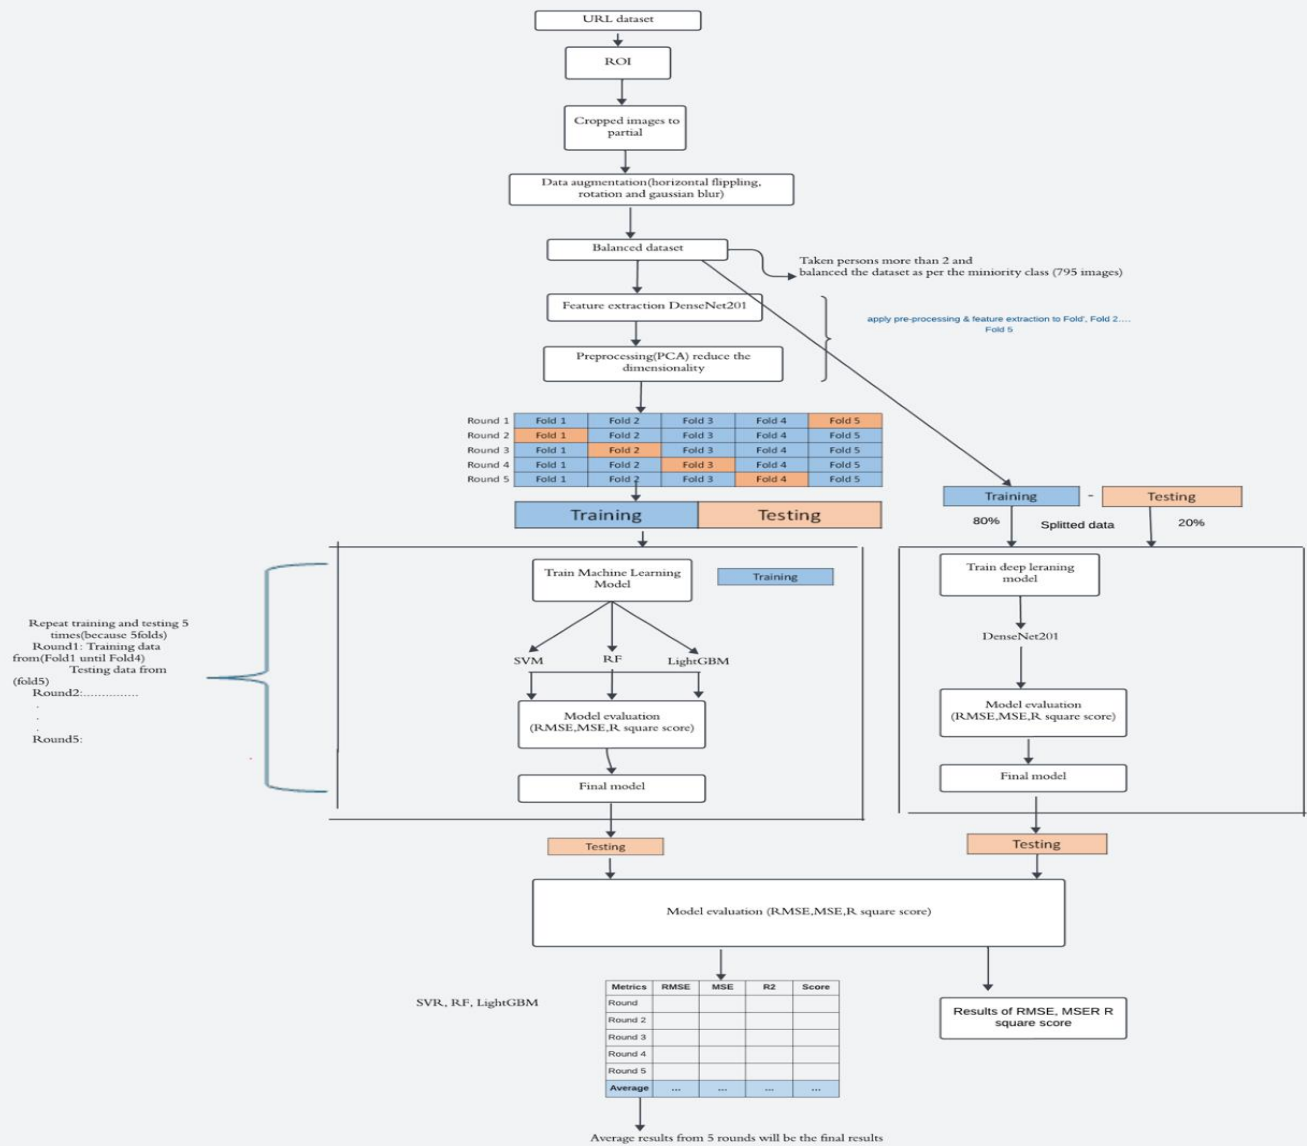 URL dataset
ROI
Cropped images to
partial
Data augmentation(horizontal flippling,
rotation and gaussian blur)
Balanced dataset
Taken persons more than 2 and
balanced the dataset as per the miniority class (795 images)
Feature extraction DenseNet201
apply pre-processing & feature extraction to Fold', Fold 2....
Fold 5
Preprocessing(PCA) reduce the
dimensionality
Round 1 Fold 1 Fold 2 Fold 3 Fold 4 Fold 5
Round 2 Fold 1 Fold 2 Fold 3 Fold 4 Fold 5
Round 3 Fold 1 Fold 2 Fold 3 Fold 4 Fold 5
Round 4 Fold 1 Fold 2 Fold 3 Fold 4 Fold 5
Round 5 Fold 1 Fold 2 Fold 3 Fold 4 Fold 5
Training Testing
Training - Testing
80% Splitted data 20%
Repeat training and testing 5
times(because 5folds)
Round1: Training data
from(Fold1 until Fold4)
Testing data from
(fold5)
Round2:...............
.
.
.
Round5:
Train Machine Learning
Model
Training
SVM RF LightGBM
Model evaluation
(RMSE,MSE,R square score)
Final model
Testing
Train deep leraning
model
DenseNet201
Model evaluation
(RMSE,MSE,R square score)
Final model
Testing
Model evaluation (RMSE,MSE,R square score)
SVR, RF, LightGBM
Metrics RMSE MSE R2 Score
Round
Round 2
Round 3
Round 4
Round 5
Average ... ... ... ...
Results of RMSE, MSER R
square score
Average results from 5 rounds will be the final results